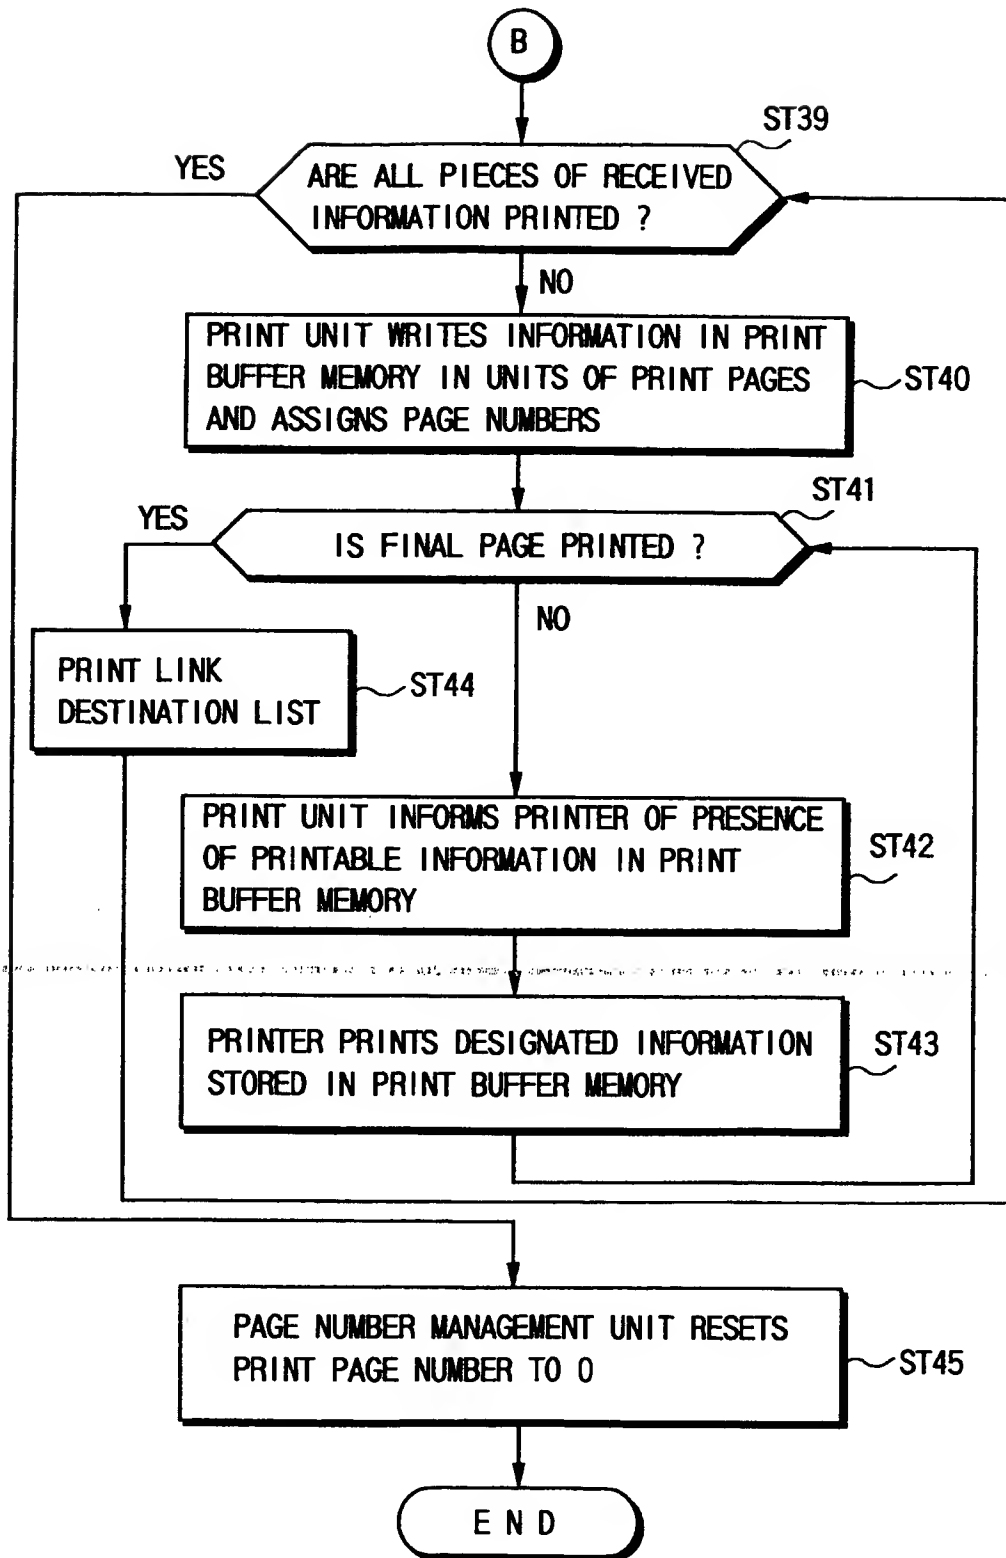 B
ST39
YES
ARE ALL PIECES OF RECEIVED
INFORMATION PRINTED ?
NO
PRINT UNIT WRITES INFORMATION IN PRINT
BUFFER MEMORY IN UNITS OF PRINT PAGES
AND ASSIGNS PAGE NUMBERS
ST40
ST41
YES
IS FINAL PAGE PRINTED ?
NO
PRINT LINK
DESTINATION LIST
ST44
PRINT UNIT INFORMS PRINTER OF PRESENCE
OF PRINTABLE INFORMATION IN PRINT
BUFFER MEMORY
ST42
PRINTER PRINTS DESIGNATED INFORMATION
STORED IN PRINT BUFFER MEMORY
ST43
PAGE NUMBER MANAGEMENT UNIT RESETS
PRINT PAGE NUMBER TO 0
ST45
END